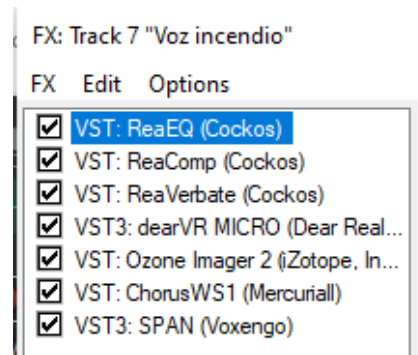 FX: Track 7 "Voz incendio"
FX Edit Options
VST: ReaEQ (Cockos)
VST: ReaComp (Cockos)
VST: ReaVerbate (Cockos)
VST3: dearVR MICRO (Dear Real...
VST: Ozone Imager 2 (iZotope, In...
VST: ChorusWS1 (Mercuriall)
VST3: SPAN (Voxengo)